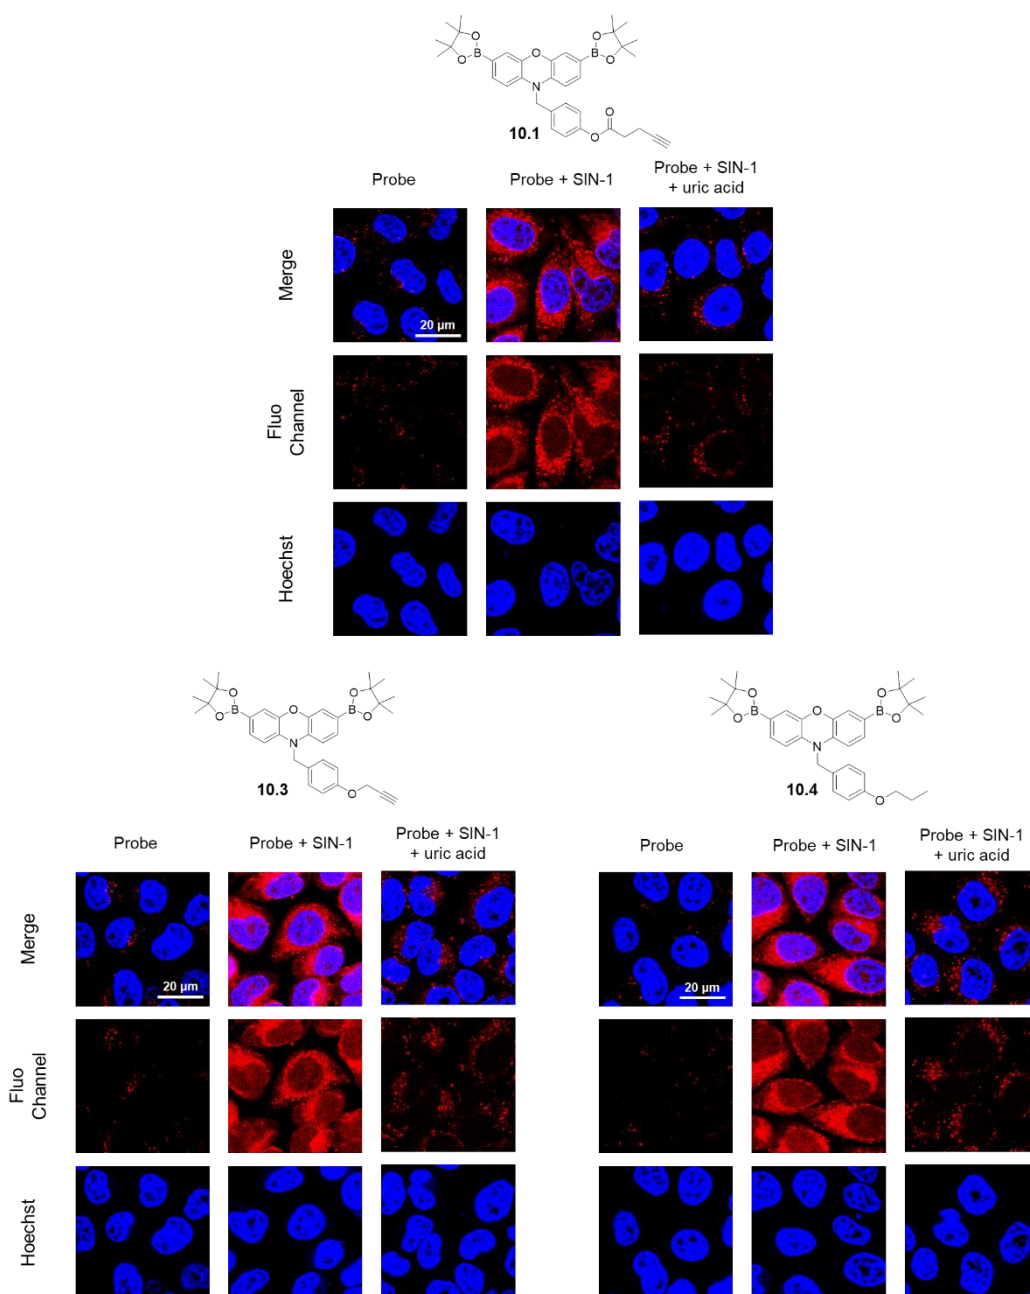 O
O
B
O
B
O
O
N
10.1
O
O
Probe
Probe + SIN-1
Probe + SIN-1
+ uric acid
Merge
20 µm
Fluo
Channel
Hoechst
O
O
B
O
B
O
O
N
10.3
O
O
O
B
O
B
O
O
N
10.4
O
Probe
Probe + SIN-1
Probe + SIN-1
+ uric acid
Probe
Probe + SIN-1
Probe + SIN-1
+ uric acid
Merge
20 µm
20 µm
Fluo
Channel
Hoechst